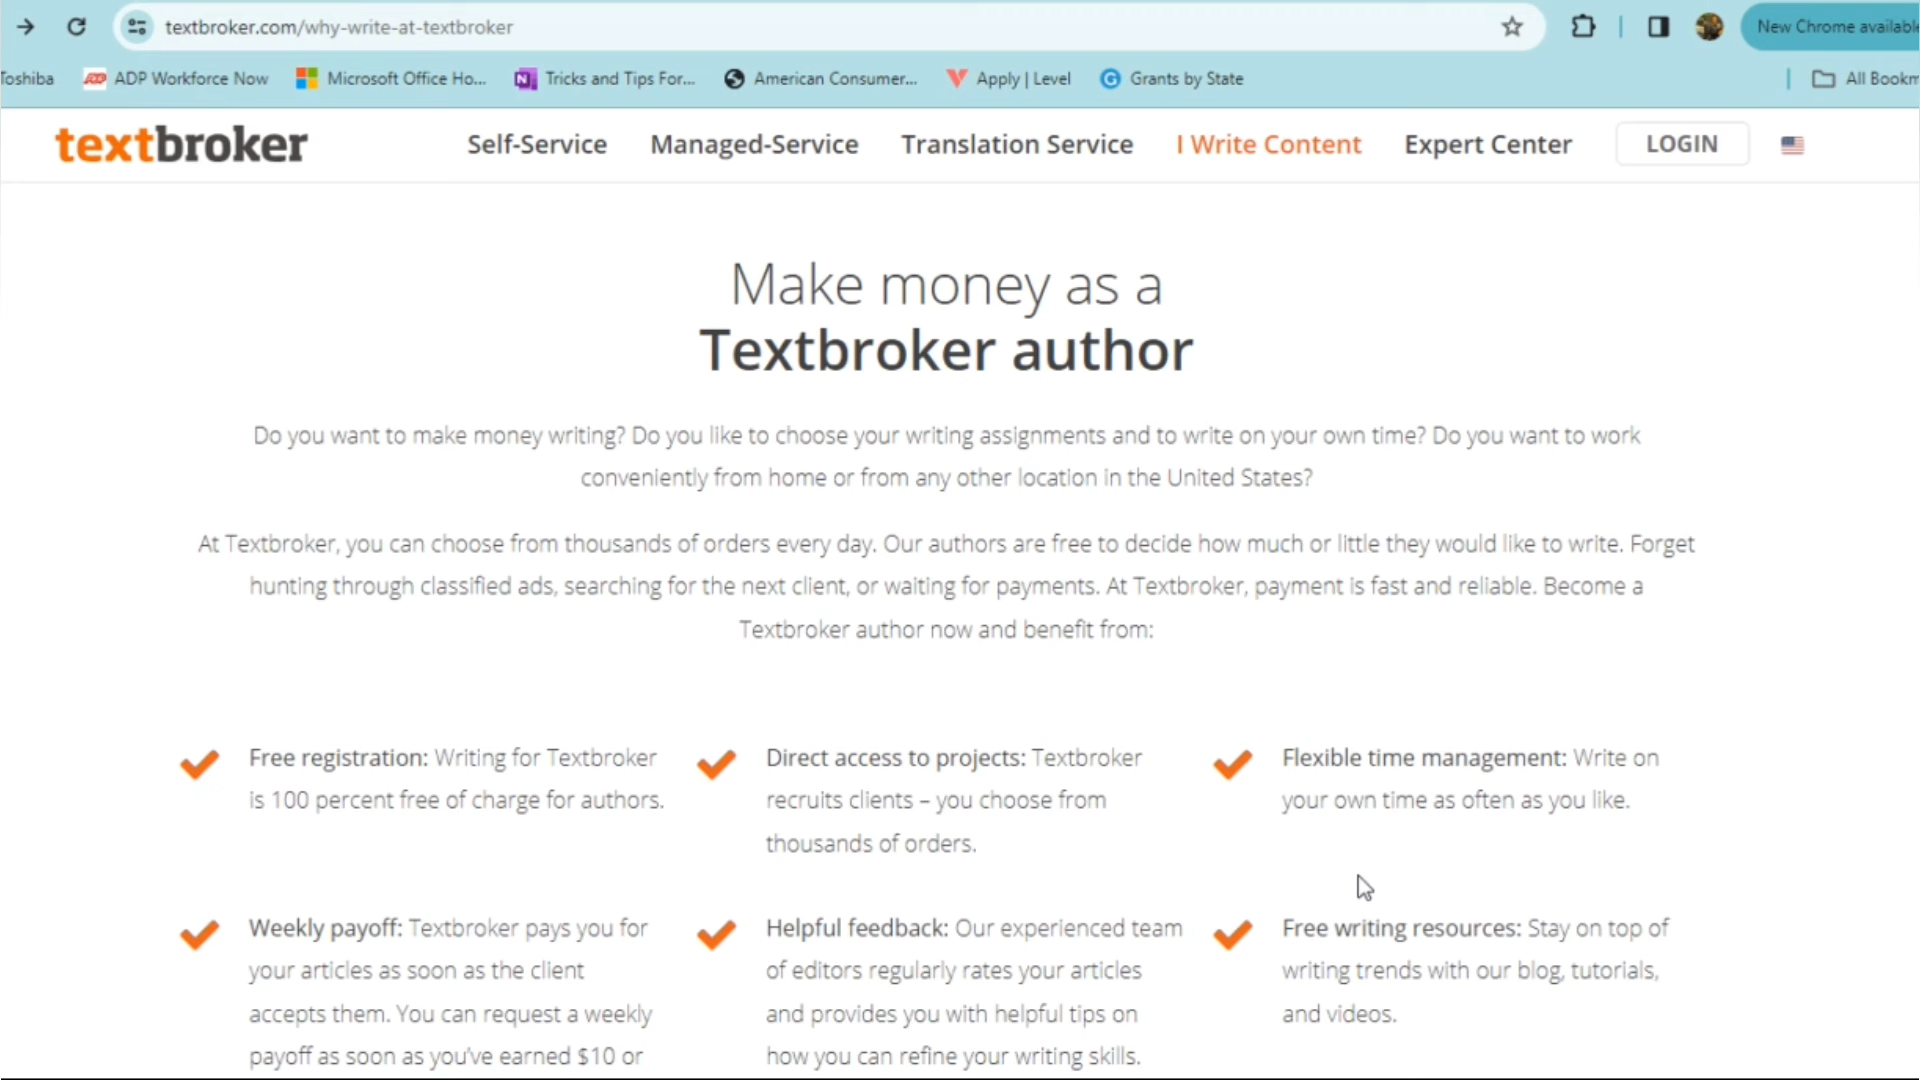 textbroker.com/why-write-at-textbroker
New Chrome available
Toshiba ADP Workforce Now Microsoft Office Ho... Tricks and Tips For... American Consumer... Apply | Level Grants by State All Bookm
textbroker Self-Service Managed-Service Translation Service I Write Content Expert Center LOGIN
Make money as a
Textbroker author
Do you want to make money writing? Do you like to choose your writing assignments and to write on your own time? Do you want to work
conveniently from home or from any other location in the United States?
At Textbroker, you can choose from thousands of orders every day. Our authors are free to decide how much or little they would like to write. Forget
hunting through classified ads, searching for the next client, or waiting for payments. At Textbroker, payment is fast and reliable. Become a
Textbroker author now and benefit from:
Free registration: Writing for Textbroker
is 100 percent free of charge for authors.
Direct access to projects: Textbroker
recruits clients – you choose from
thousands of orders.
Flexible time management: Write on
your own time as often as you like.
Weekly payoff: Textbroker pays you for
your articles as soon as the client
accepts them. You can request a weekly
payoff as soon as you've earned $10 or
Helpful feedback: Our experienced team
of editors regularly rates your articles
and provides you with helpful tips on
how you can refine your writing skills.
Free writing resources: Stay on top of
writing trends with our blog, tutorials,
and videos.